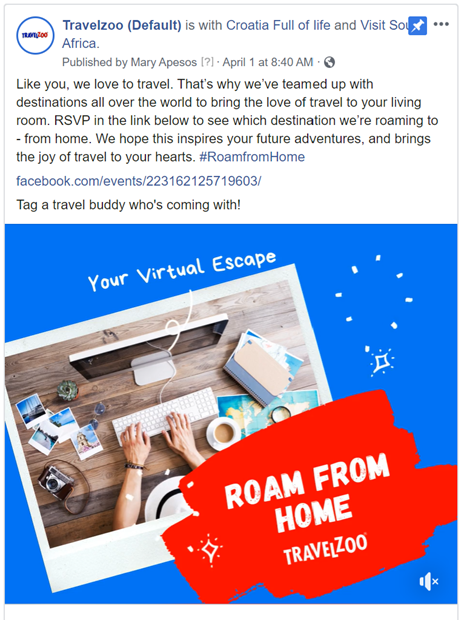 Travelzoo (Default) is with Croatia Full of life and Visit Sou
Africa.
Published by Mary Apesos [?] · April 1 at 8:40 AM ·
Like you, we love to travel. That's why we've teamed up with
destinations all over the world to bring the love of travel to your living
room. RSVP in the link below to see which destination we're roaming to
- from home. We hope this inspires your future adventures, and brings
the joy of travel to your hearts. #RoamfromHome
facebook.com/events/223162125719603/
Tag a travel buddy who's coming with!
Your Virtual Escape
ROAM FROM
HOME
TRAVELZOO